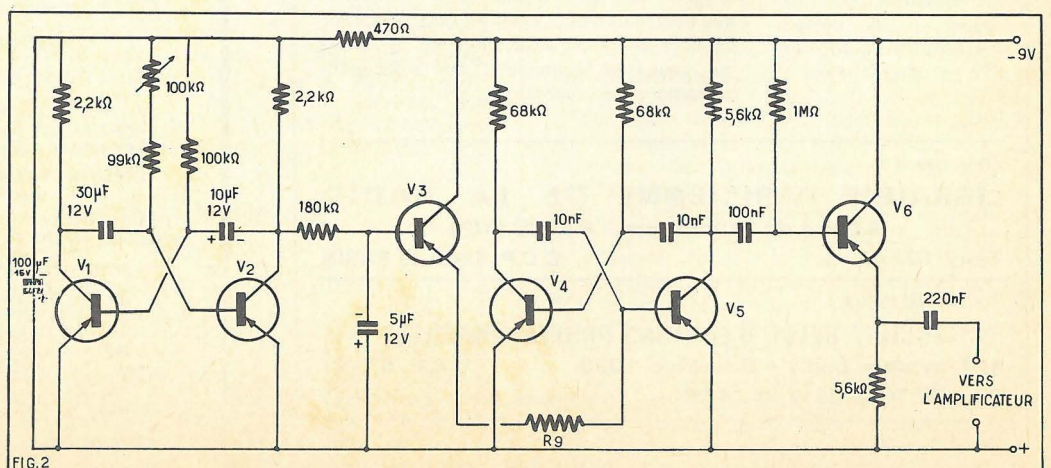 470Ω
-9V
2,2kΩ
100kΩ
2,2kΩ
68kΩ
68kΩ
5,6kΩ
1MΩ
99kΩ
100kΩ
30µF
12V
10µF
12V
+ -
180kΩ
V3
10nF
10nF
100nF
V6
100µF
16V
-
+
V1
V2
-
5µF
+
12V
V4
V5
220nF
5,6kΩ
VERS
L'AMPLIFICATEUR
R9
+
FIG.2